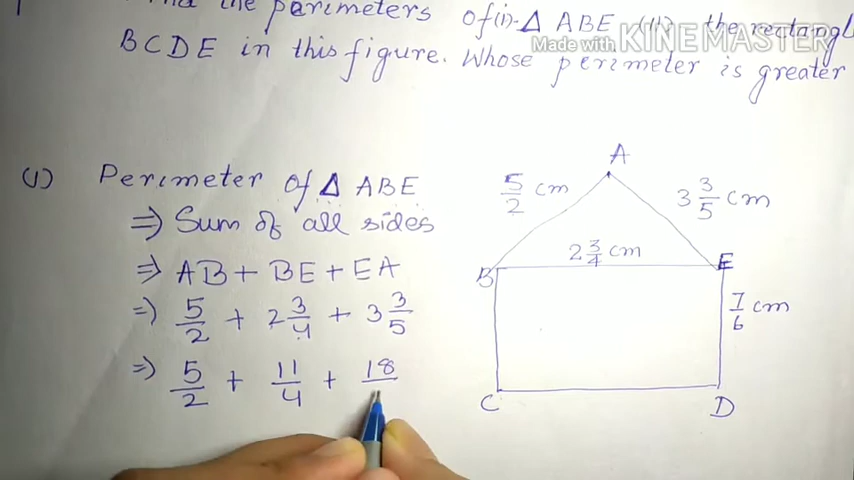 the perimeters of (i) Δ ABE (II) the rectangl
BCDE in this figure. Whose perimeter is greater
Made with KINEMASTER
(1) Perimeter of Δ ABE
⇒ Sum of all sides
⇒ AB + BE + EA
⇒ 5/2 + 2 3/4 + 3 3/5
⇒ 5/2 + 11/4 + 18
A
5/2 cm
3 3/5 cm
2 3/4 cm
B
E
7/6 cm
C
D